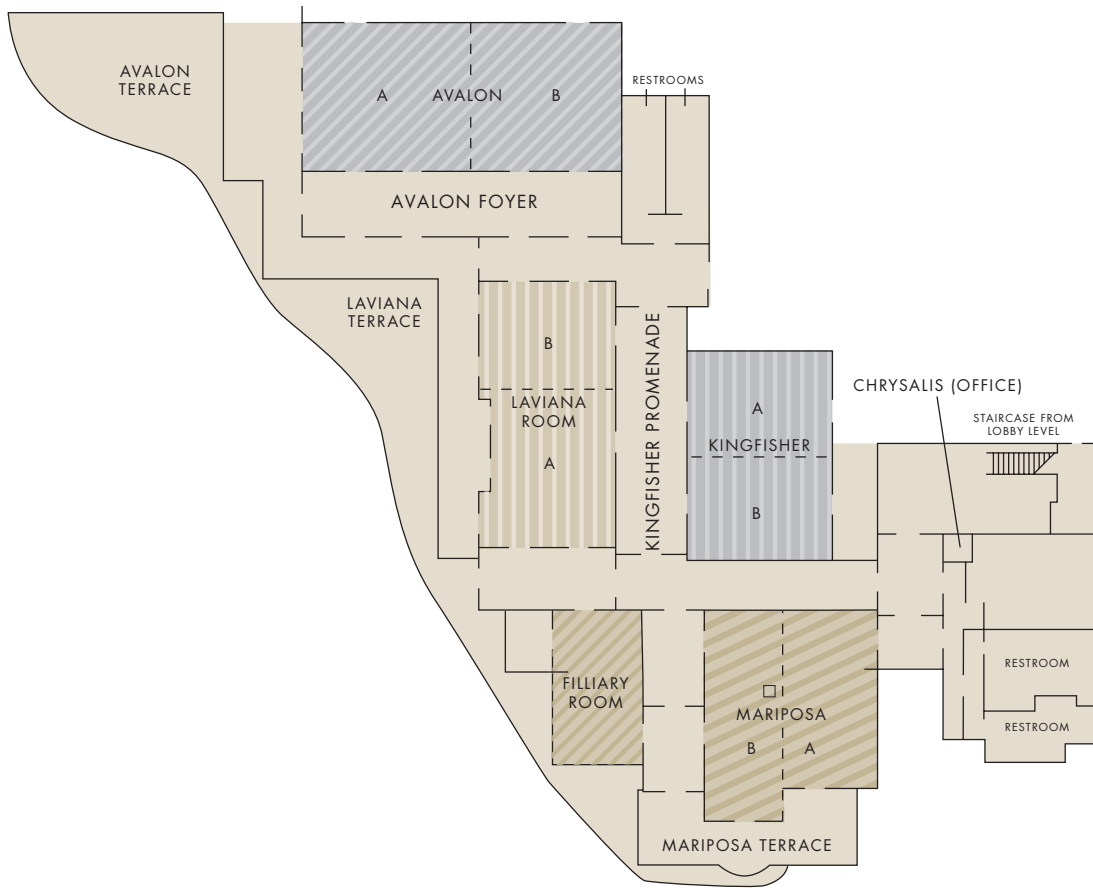 AVALON
TERRACE
A AVALON B
RESTROOMS
AVALON FOYER
LAVIANA
TERRACE
B
LAVIANA
ROOM
A
KINGFISHER PROMENADE
A
KINGFISHER
B
CHRYSALIS (OFFICE)
STAIRCASE FROM
LOBBY LEVEL
FILLIARY
ROOM
MARIPOSA
B A
RESTROOM
RESTROOM
MARIPOSA TERRACE